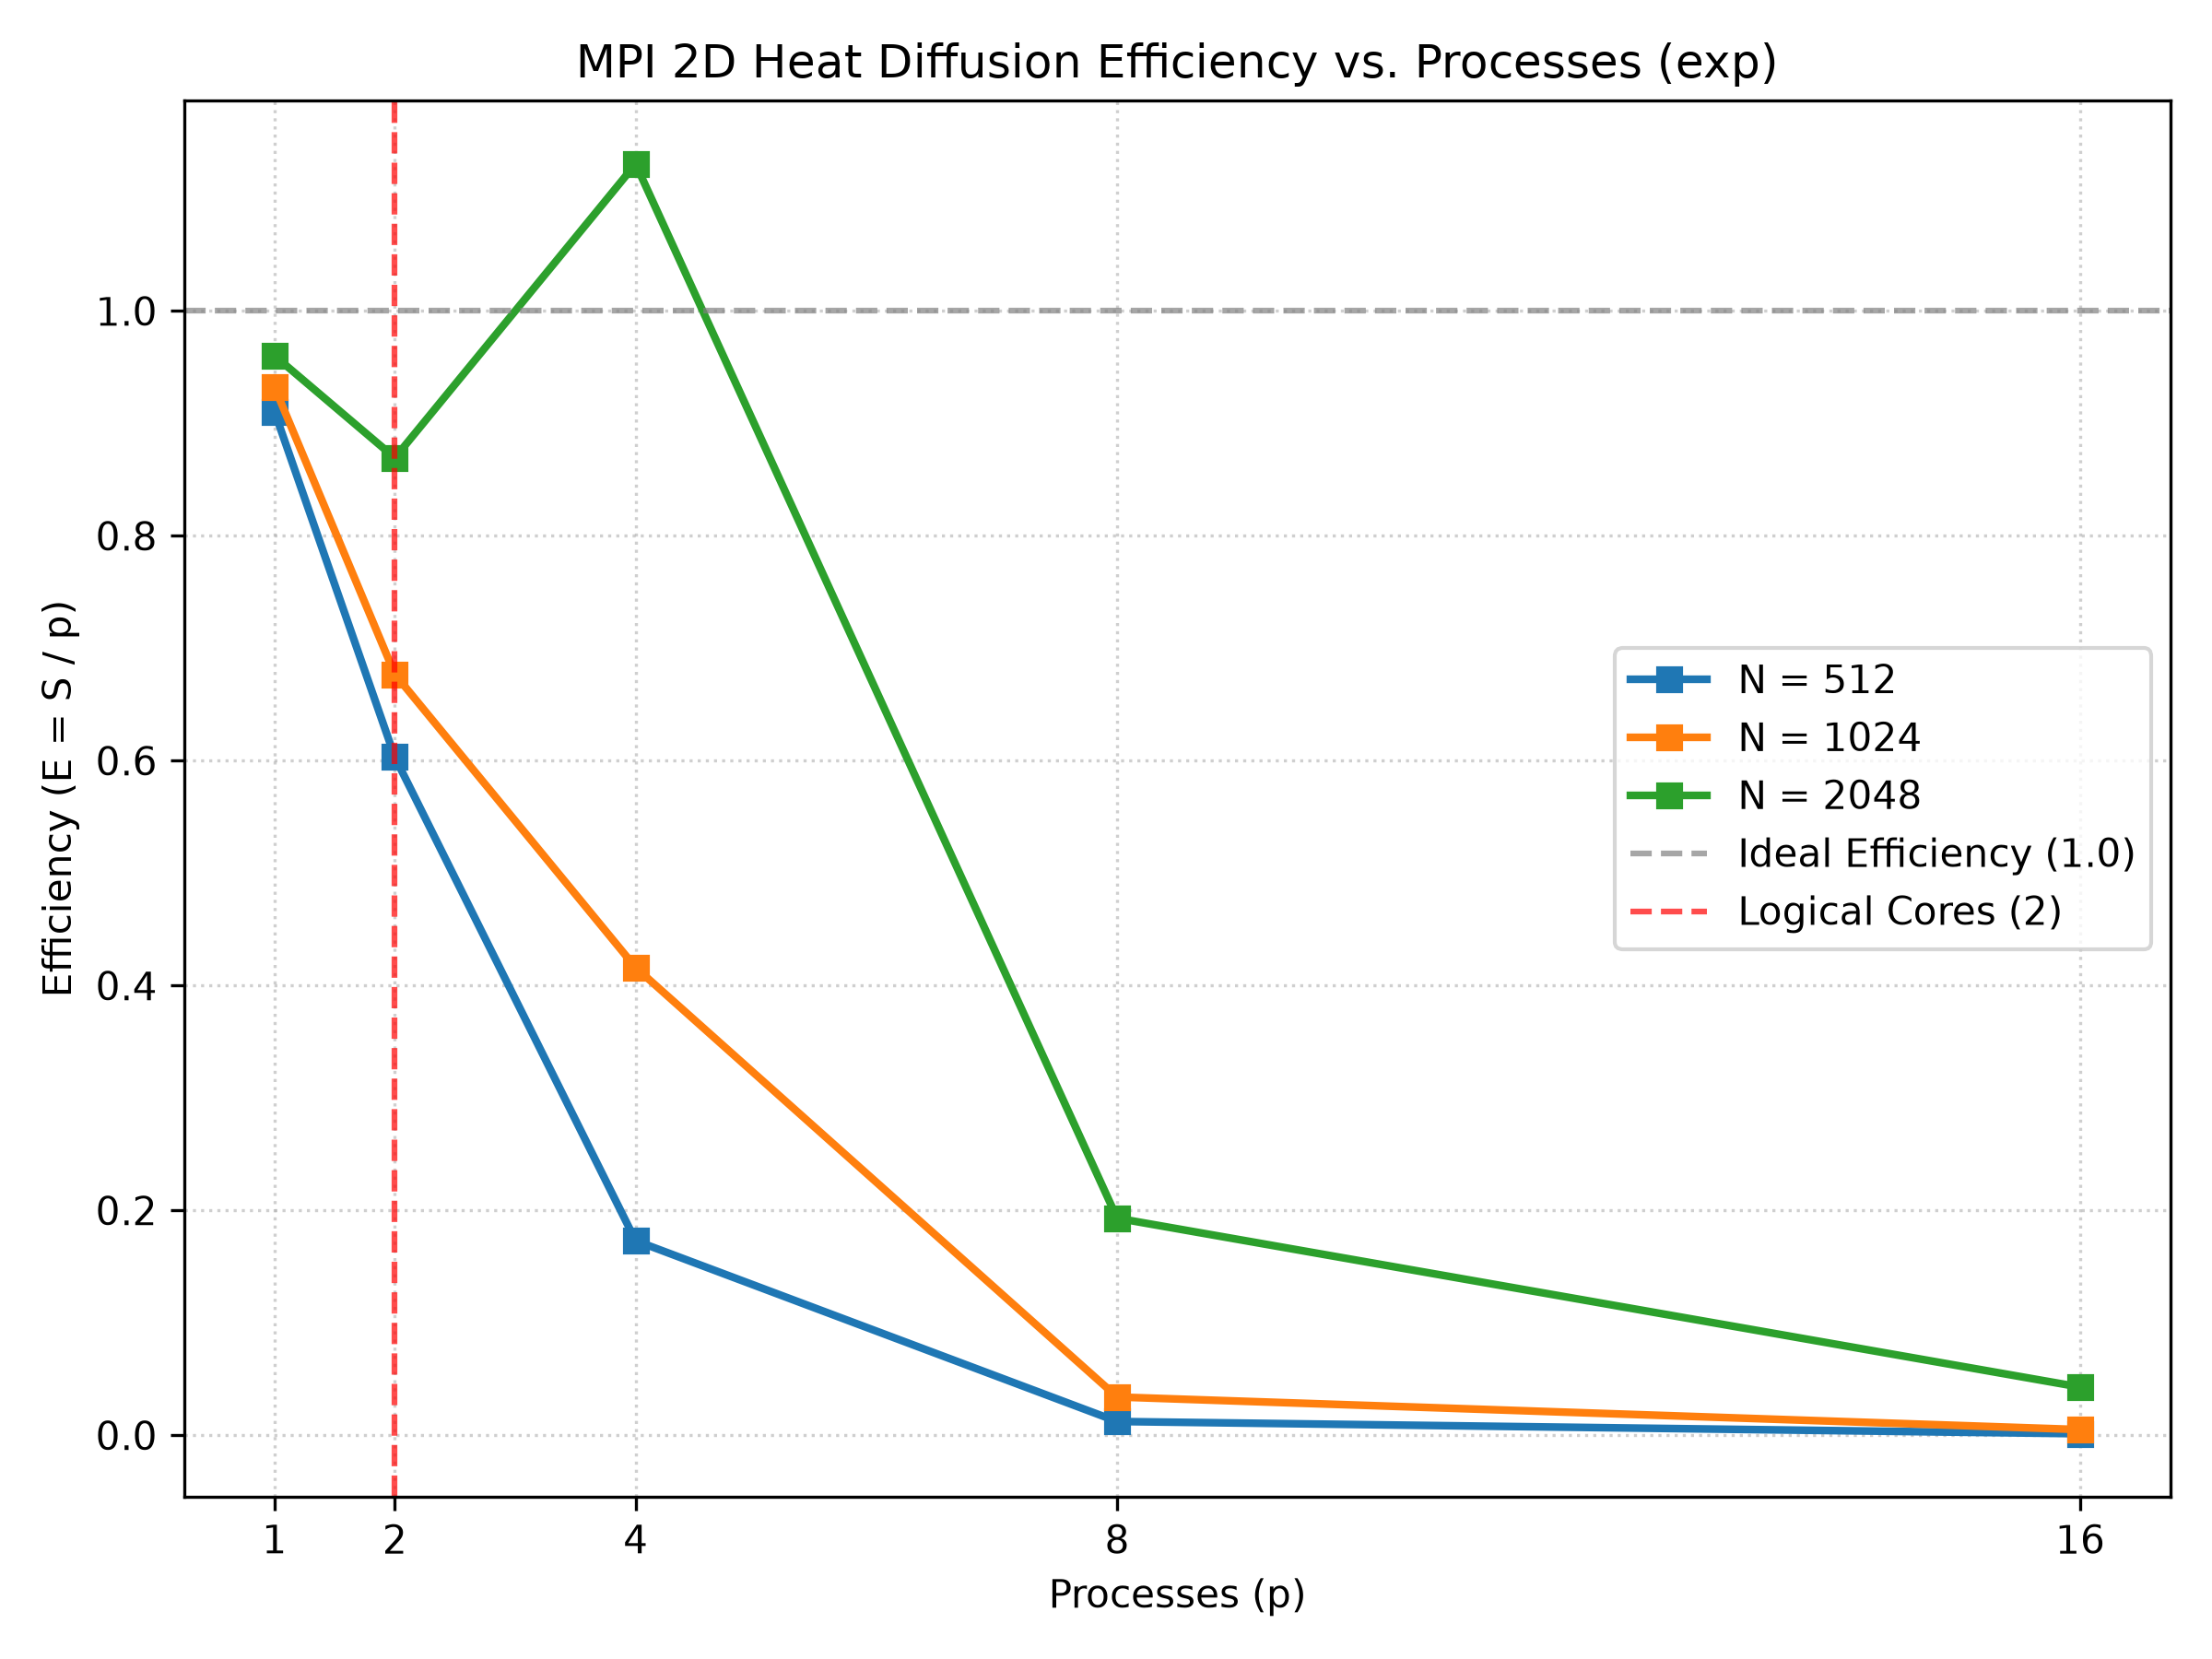 MPI 2D Heat Diffusion Efficiency vs. Processes (exp)
Efficiency (E = S / p)
1.0
0.8
0.6
0.4
0.2
0.0
N = 512
N = 1024
N = 2048
Ideal Efficiency (1.0)
Logical Cores (2)
1 2 4 8 16
Processes (p)